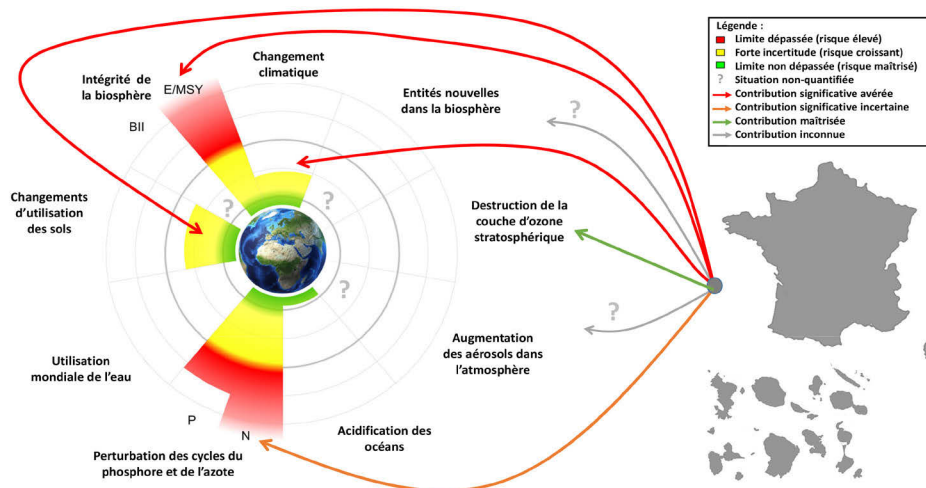 Légende :
Limite dépassée (risque élevé)
Forte incertitude (risque croissant)
Limite non dépassée (risque maîtrisé)
? Situation non-quantifiée
Contribution significative avérée
Contribution significative incertaine
Contribution maîtrisée
Contribution inconnue
Changement
climatique
Intégrité de
la biosphère
E/MSY
BII
Entités nouvelles
dans la biosphère
?
Changements
d'utilisation
des sols
?
?
Destruction de la
couche d'ozone
stratosphérique
?
?
Augmentation
des aérosols dans
l'atmosphère
Utilisation
mondiale de l'eau
P
N
Acidification des
océans
Perturbation des cycles du
phosphore et de l'azote